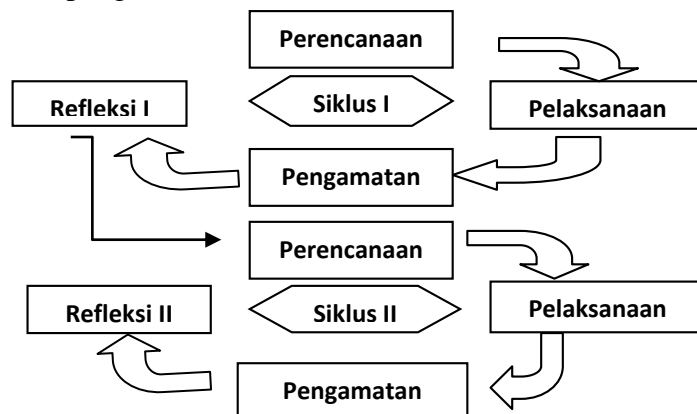 Perencanaan
Refleksi I
Siklus I
Pelaksanaan
Pengamatan
Perencanaan
Refleksi II
Siklus II
Pelaksanaan
Pengamatan